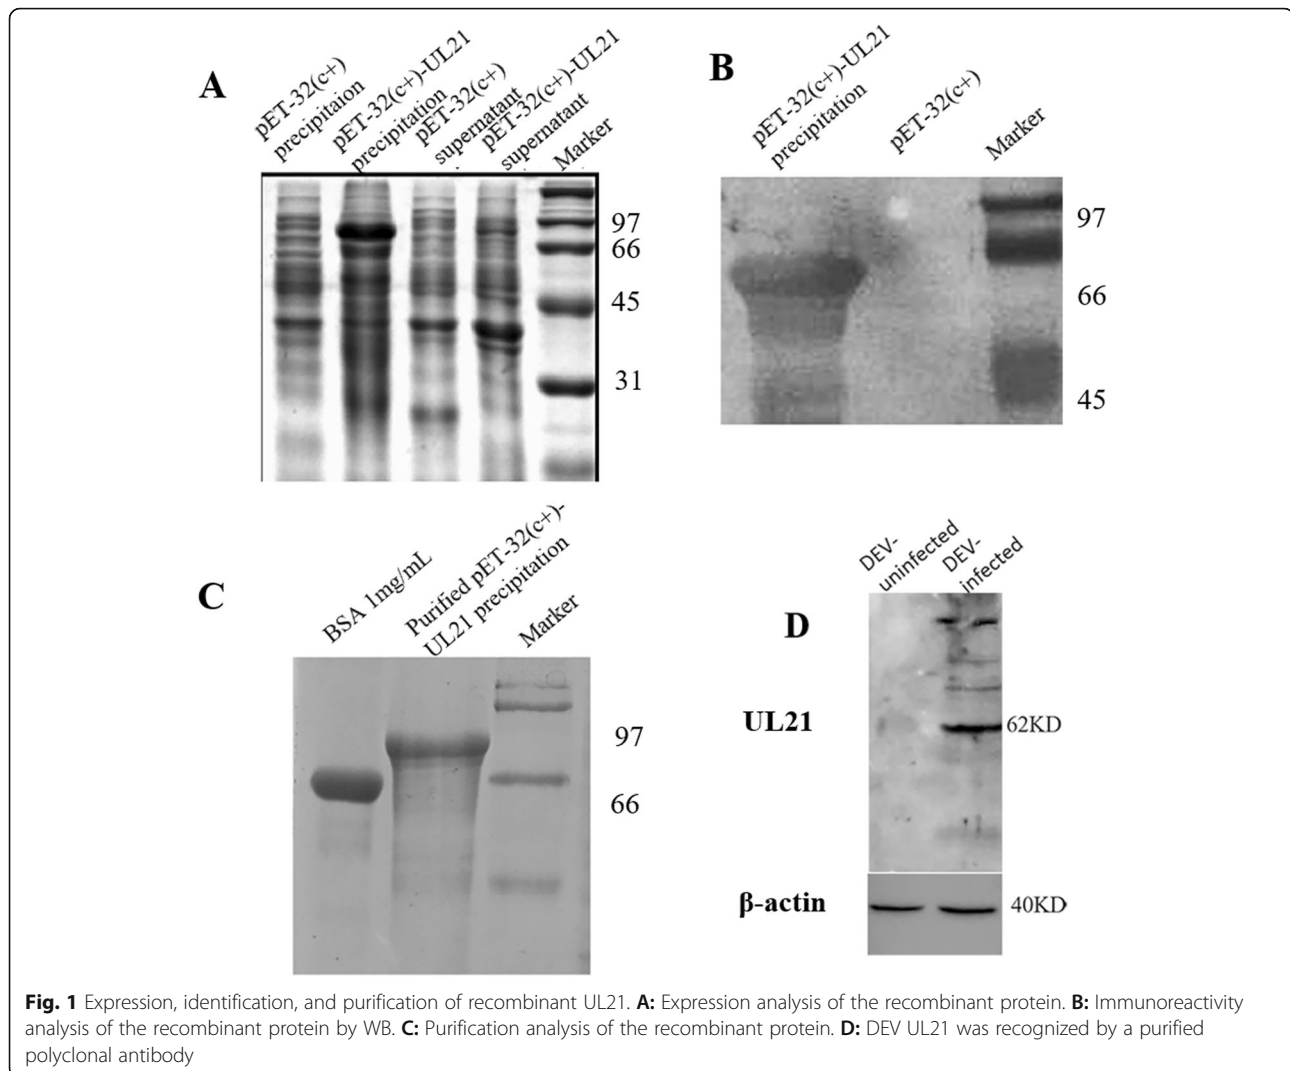 A
pET-32(c+)
precipitaion
pET-32(c+)-UL21
precipitation
pET-32(c+)
supernatant
pET-32(c+)-UL21
supernatant
Marker
97
66
45
31
B
pET-32(c+)-UL21
precipitation
pET-32(c+)
Marker
97
66
45
C
BSA 1mg/mL
Purified pET-32(c+)-
UL21 precipitation
Marker
97
66
D
DEV-
uninfected
DEV-
infected
UL21
62KD
β-actin
40KD
Fig. 1 Expression, identification, and purification of recombinant UL21. A: Expression analysis of the recombinant protein. B: Immunoreactivity
analysis of the recombinant protein by WB. C: Purification analysis of the recombinant protein. D: DEV UL21 was recognized by a purified
polyclonal antibody